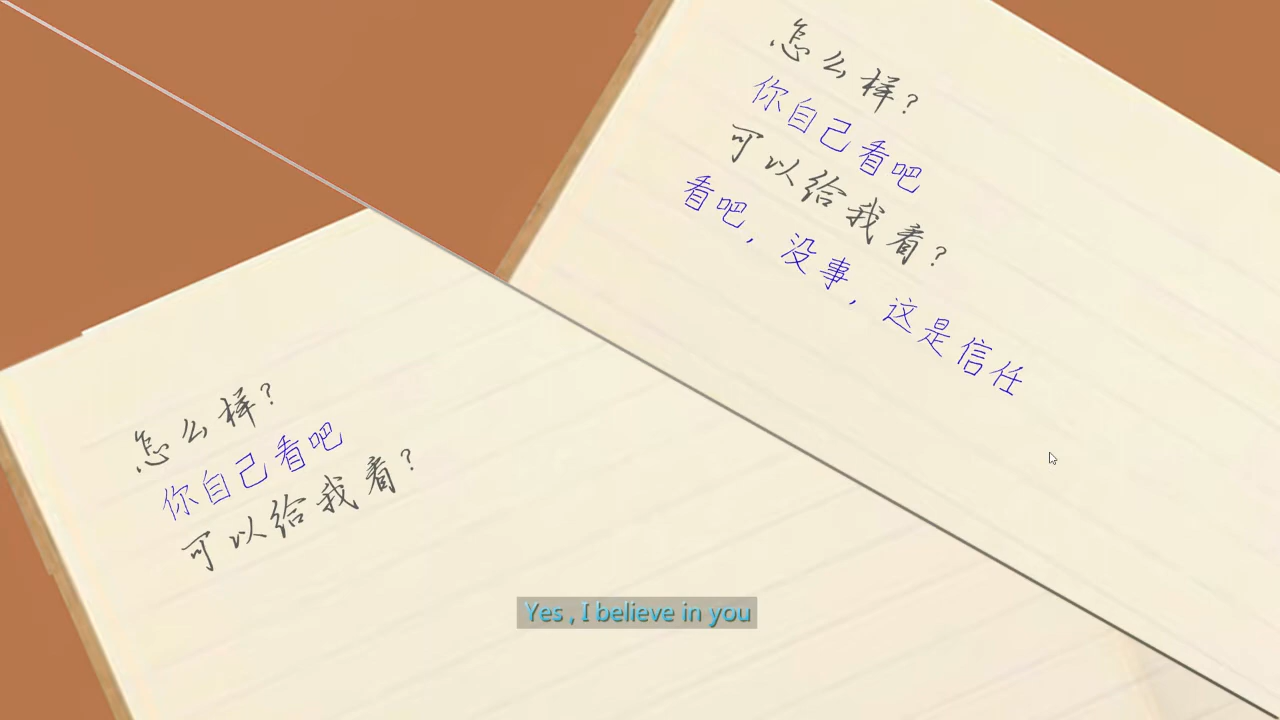 怎么样?
你自己看吧
可以给我看?
看吧, 没事, 这是信任
怎么样?
你自己看吧
可以给我看?
Yes , I believe in you